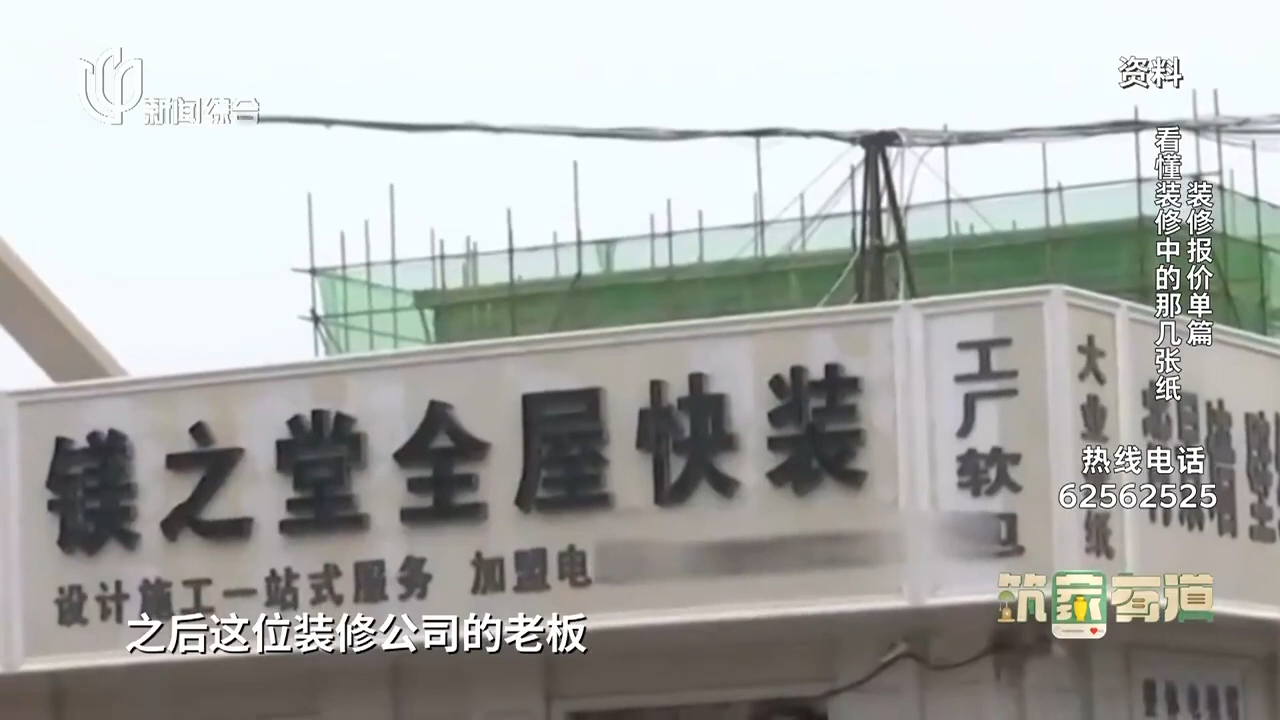 新闻综合
资料
装修报价单篇
看懂装修中的那几张纸
镁之堂全屋快装
设计施工一站式服务 加盟电
工厂软
大业
纸
墙
热线电话
62562525
筑家有道
之后这位装修公司的老板